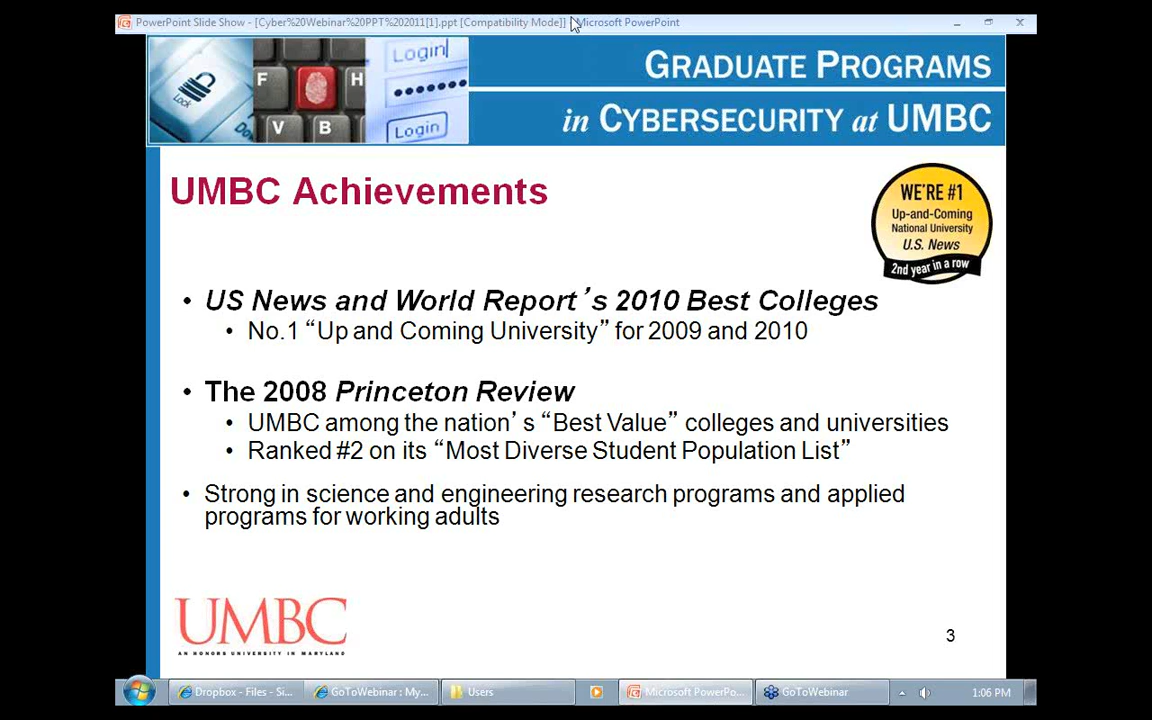 PowerPoint Slide Show - [Cyber%20Webinar%20PPT%202011[1].ppt [Compatibility Mode]] - Microsoft PowerPoint
Lock
F
H
V
B
Login
Login
GRADUATE PROGRAMS
in CYBERSECURITY at UMBC
UMBC Achievements
WE'RE #1
Up-and-Coming
National University
U.S. News
2nd year in a row
• US News and World Report's 2010 Best Colleges
• No.1 “Up and Coming University” for 2009 and 2010
• The 2008 Princeton Review
• UMBC among the nation's “Best Value” colleges and universities
• Ranked #2 on its “Most Diverse Student Population List”
• Strong in science and engineering research programs and applied
programs for working adults
UMBC
AN HONORS UNIVERSITY IN MARYLAND
3
Dropbox - Files - Si...
GoToWebinar : My...
Users
Microsoft PowerPo...
GoToWebinar
1:06 PM